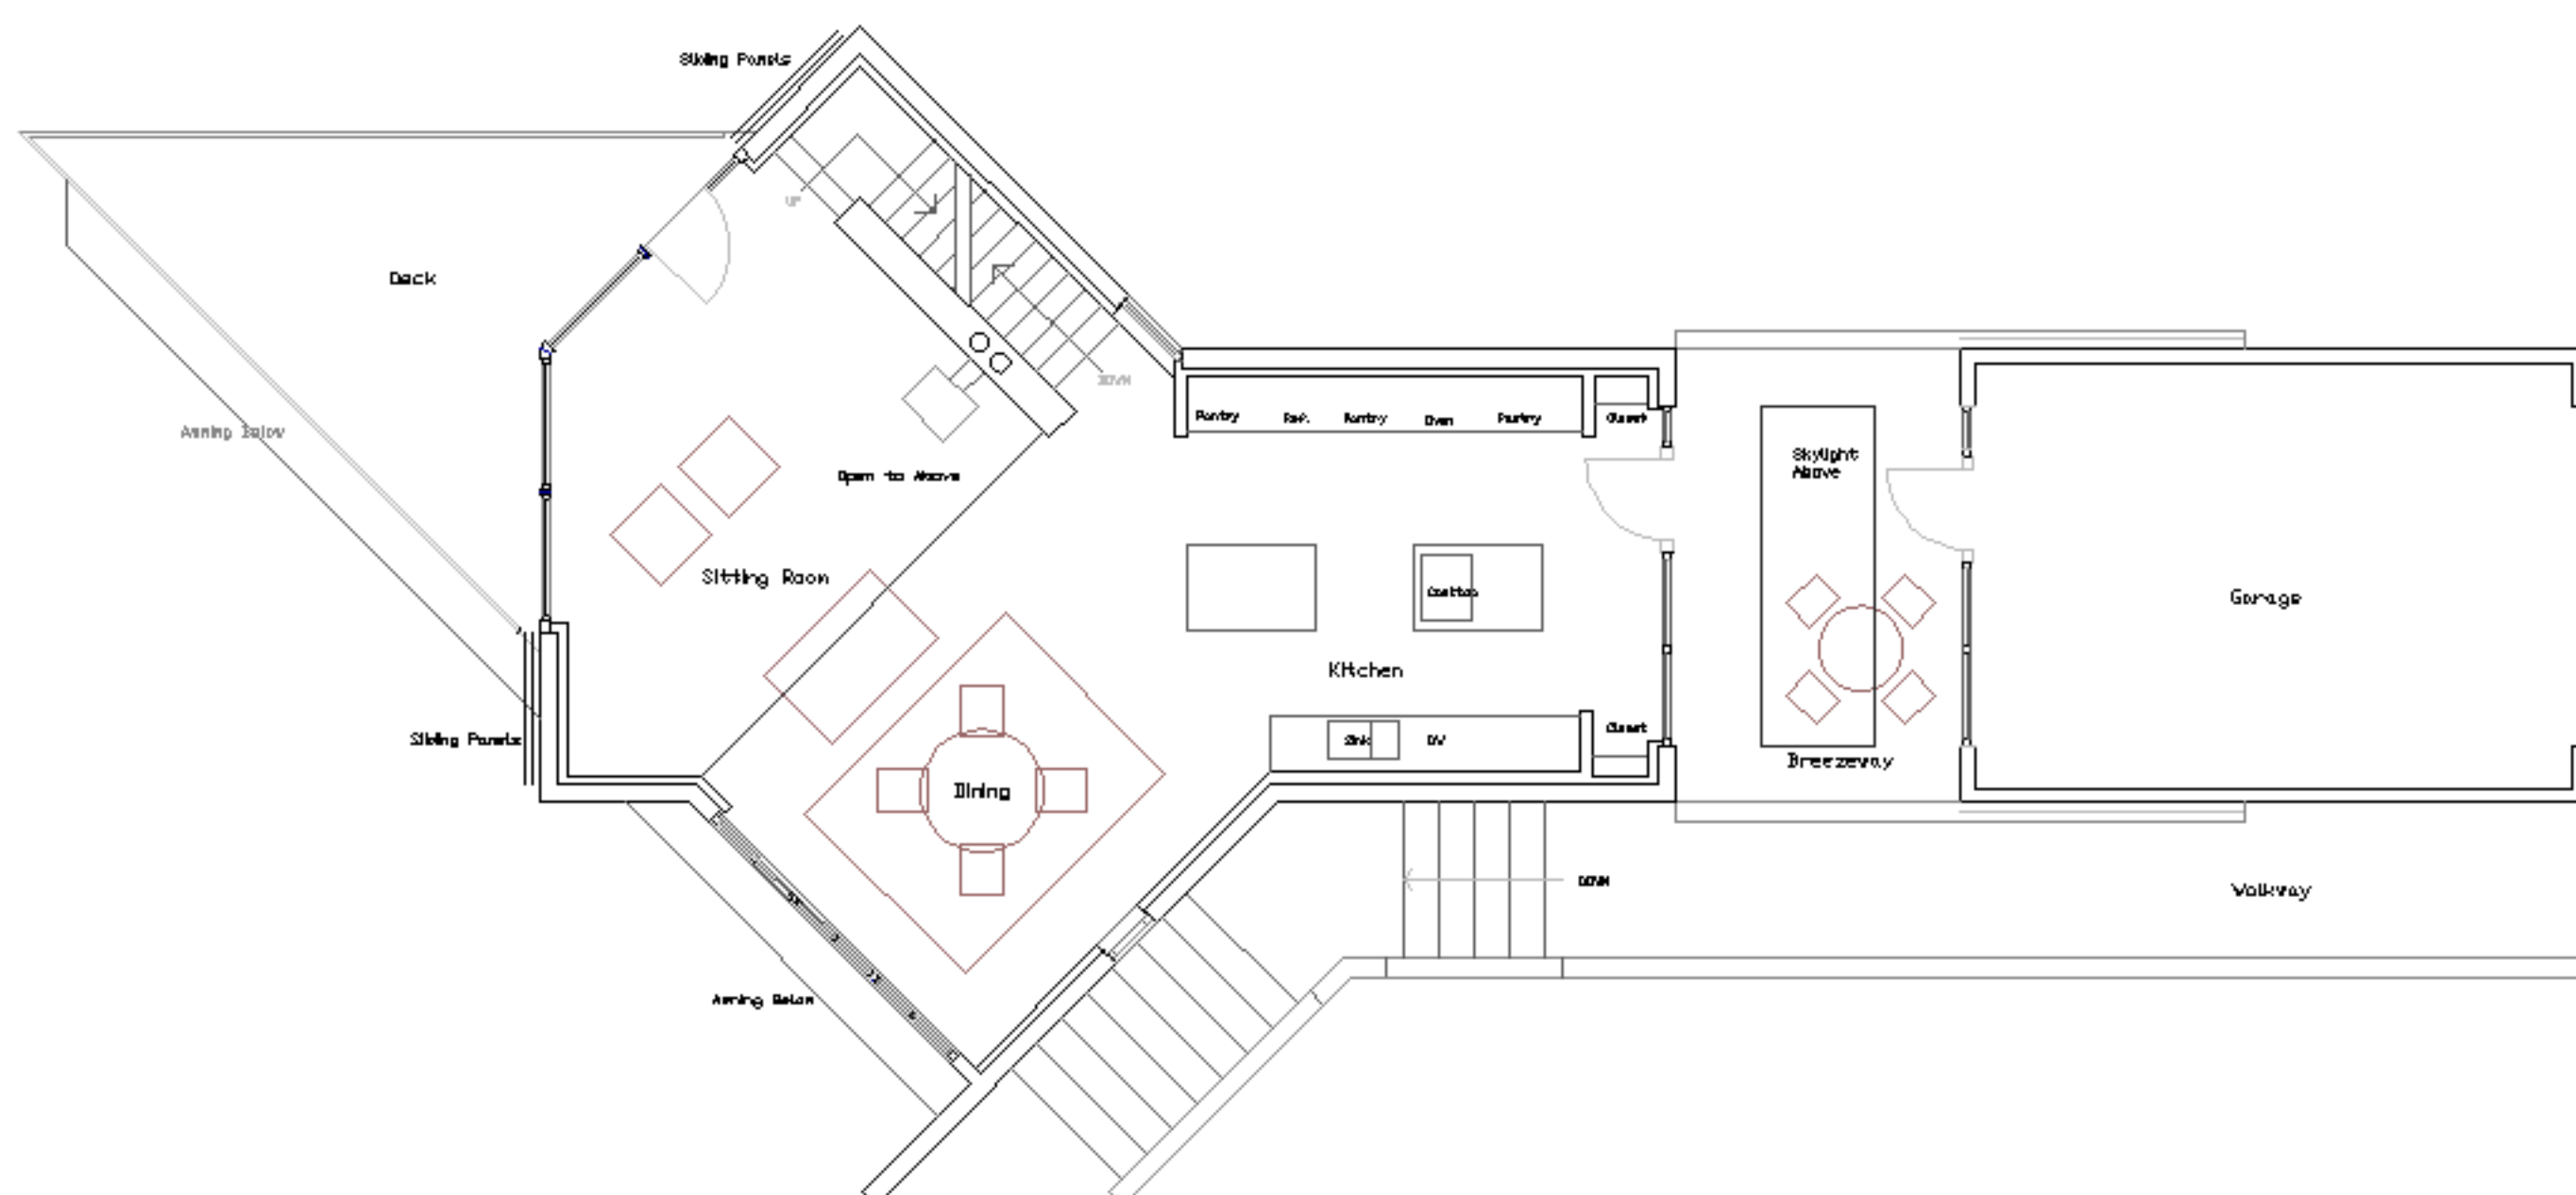 Sliding Panels
UP
Deck
DOWN
Pantry
Ref.
Pantry
Oven
Pantry
Closet
Awning Below
Skylight
Above
Open to Above
Sitting Room
Cooktop
Garage
Kitchen
Closet
Sliding Panels
Sink
DW
Breezeway
Dining
DOWN
Walkway
Awning Below